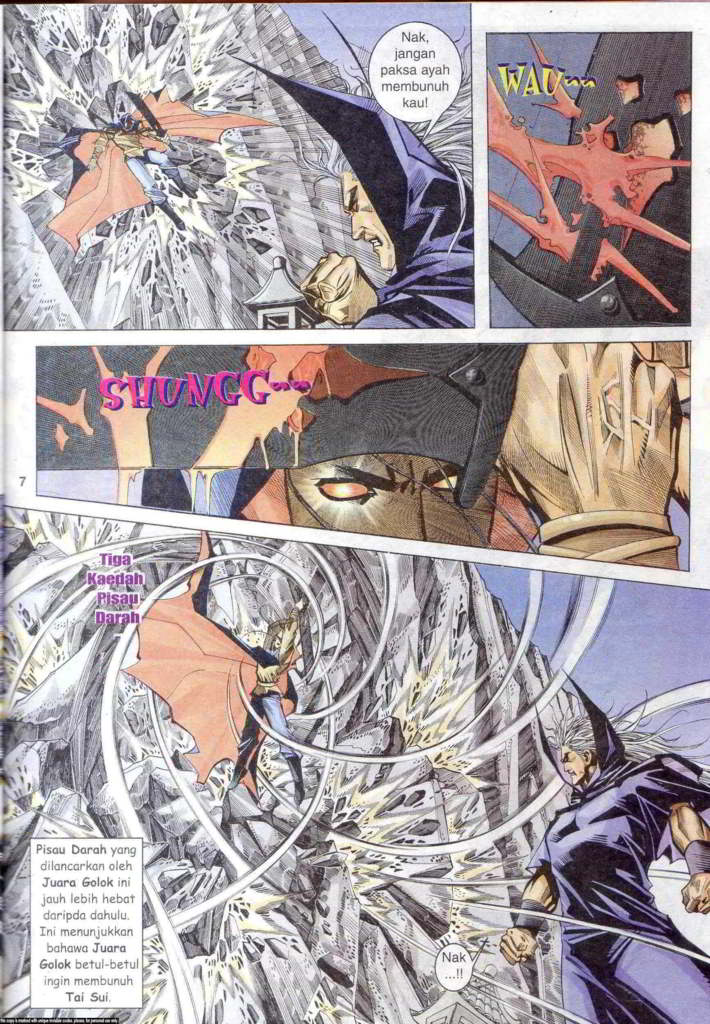 Nak,
jangan
paksa ayah
membunuh
kau!
WAU~~
SHUNGG~~
7
Tiga
Kaedah
Pisau
Darah
Pisau Darah yang
dilancarkan oleh
Juara Golok ini
jauh lebih hebat
daripda dahulu.
Ini menunjukkan
bahawa Juara
Golok betul-betul
ingin membunuh
Tai Sui.
Nak
...!!